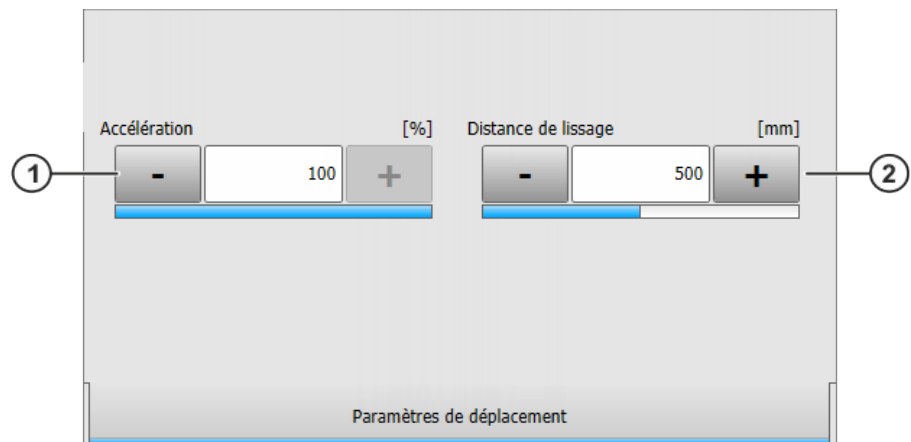 Accélération [%] Distance de lissage [mm]
1 - 100 + - 500 + 2
Paramètres de déplacement